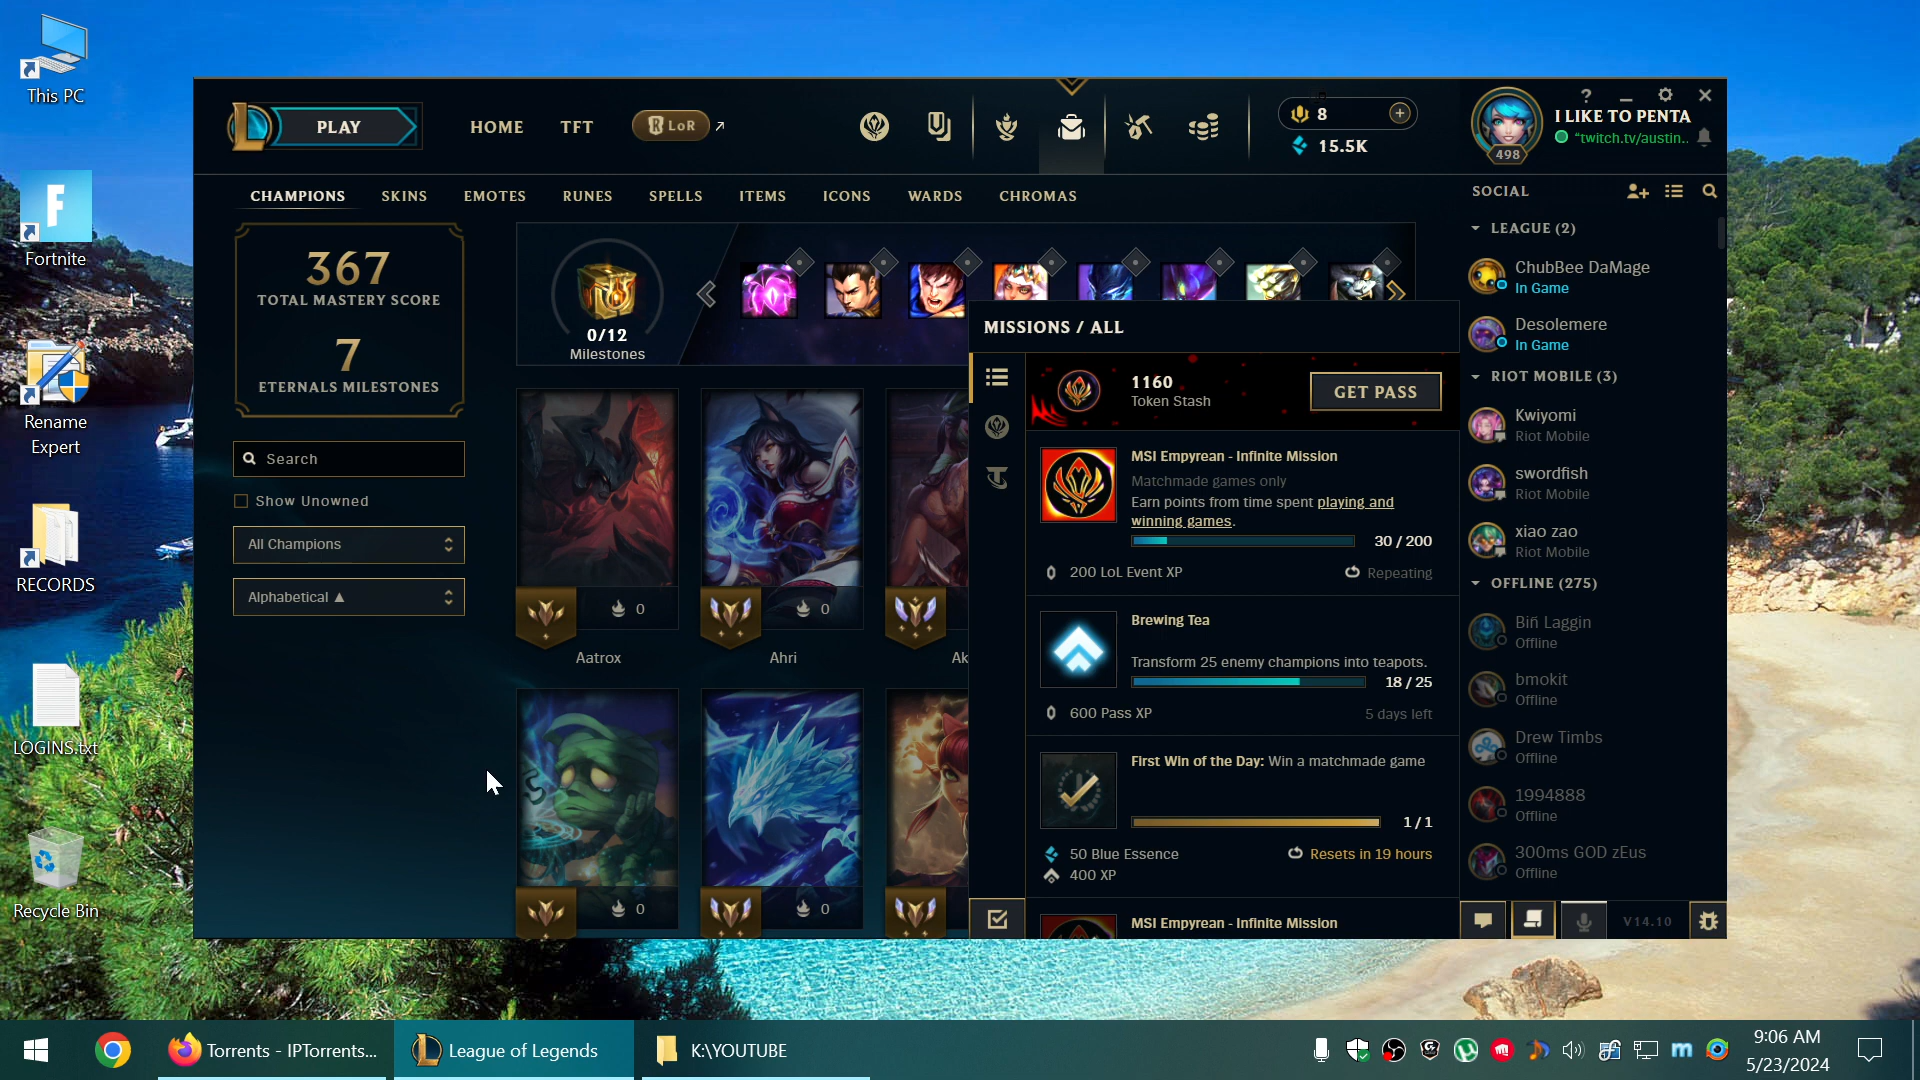 This PC
Fortnite
Rename
Expert
RECORDS
LOGINS.txt
Recycle Bin
PLAY
HOME
TFT
LoR
8
15.5K
498
?
I LIKE TO PENTA
"twitch.tv/austin..
CHAMPIONS
SKINS
EMOTES
RUNES
SPELLS
ITEMS
ICONS
WARDS
CHROMAS
367
TOTAL MASTERY SCORE
7
ETERNALS MILESTONES
Search
Show Unowned
All Champions
Alphabetical ▲
0/12
Milestones
0
0
Aatrox
Ahri
Ak
0
0
MISSIONS / ALL
1160
Token Stash
GET PASS
MSI Empyrean - Infinite Mission
Matchmade games only
Earn points from time spent playing and
winning games.
30 / 200
200 LoL Event XP
Repeating
Brewing Tea
Transform 25 enemy champions into teapots.
18 / 25
600 Pass XP
5 days left
First Win of the Day: Win a matchmade game
1 / 1
50 Blue Essence
Resets in 19 hours
400 XP
MSI Empyrean - Infinite Mission
SOCIAL
LEAGUE (2)
ChubBee DaMage
In Game
Desolemere
In Game
RIOT MOBILE (3)
Kwiyomi
Riot Mobile
swordfish
Riot Mobile
xiao zao
Riot Mobile
OFFLINE (275)
Biñ Laggin
Offline
bmokit
Offline
Drew Timbs
Offline
1994888
Offline
300ms GOD zEus
Offline
V14.10
Torrents - IPTorrents...
League of Legends
K:\YOUTUBE
9:06 AM
5/23/2024